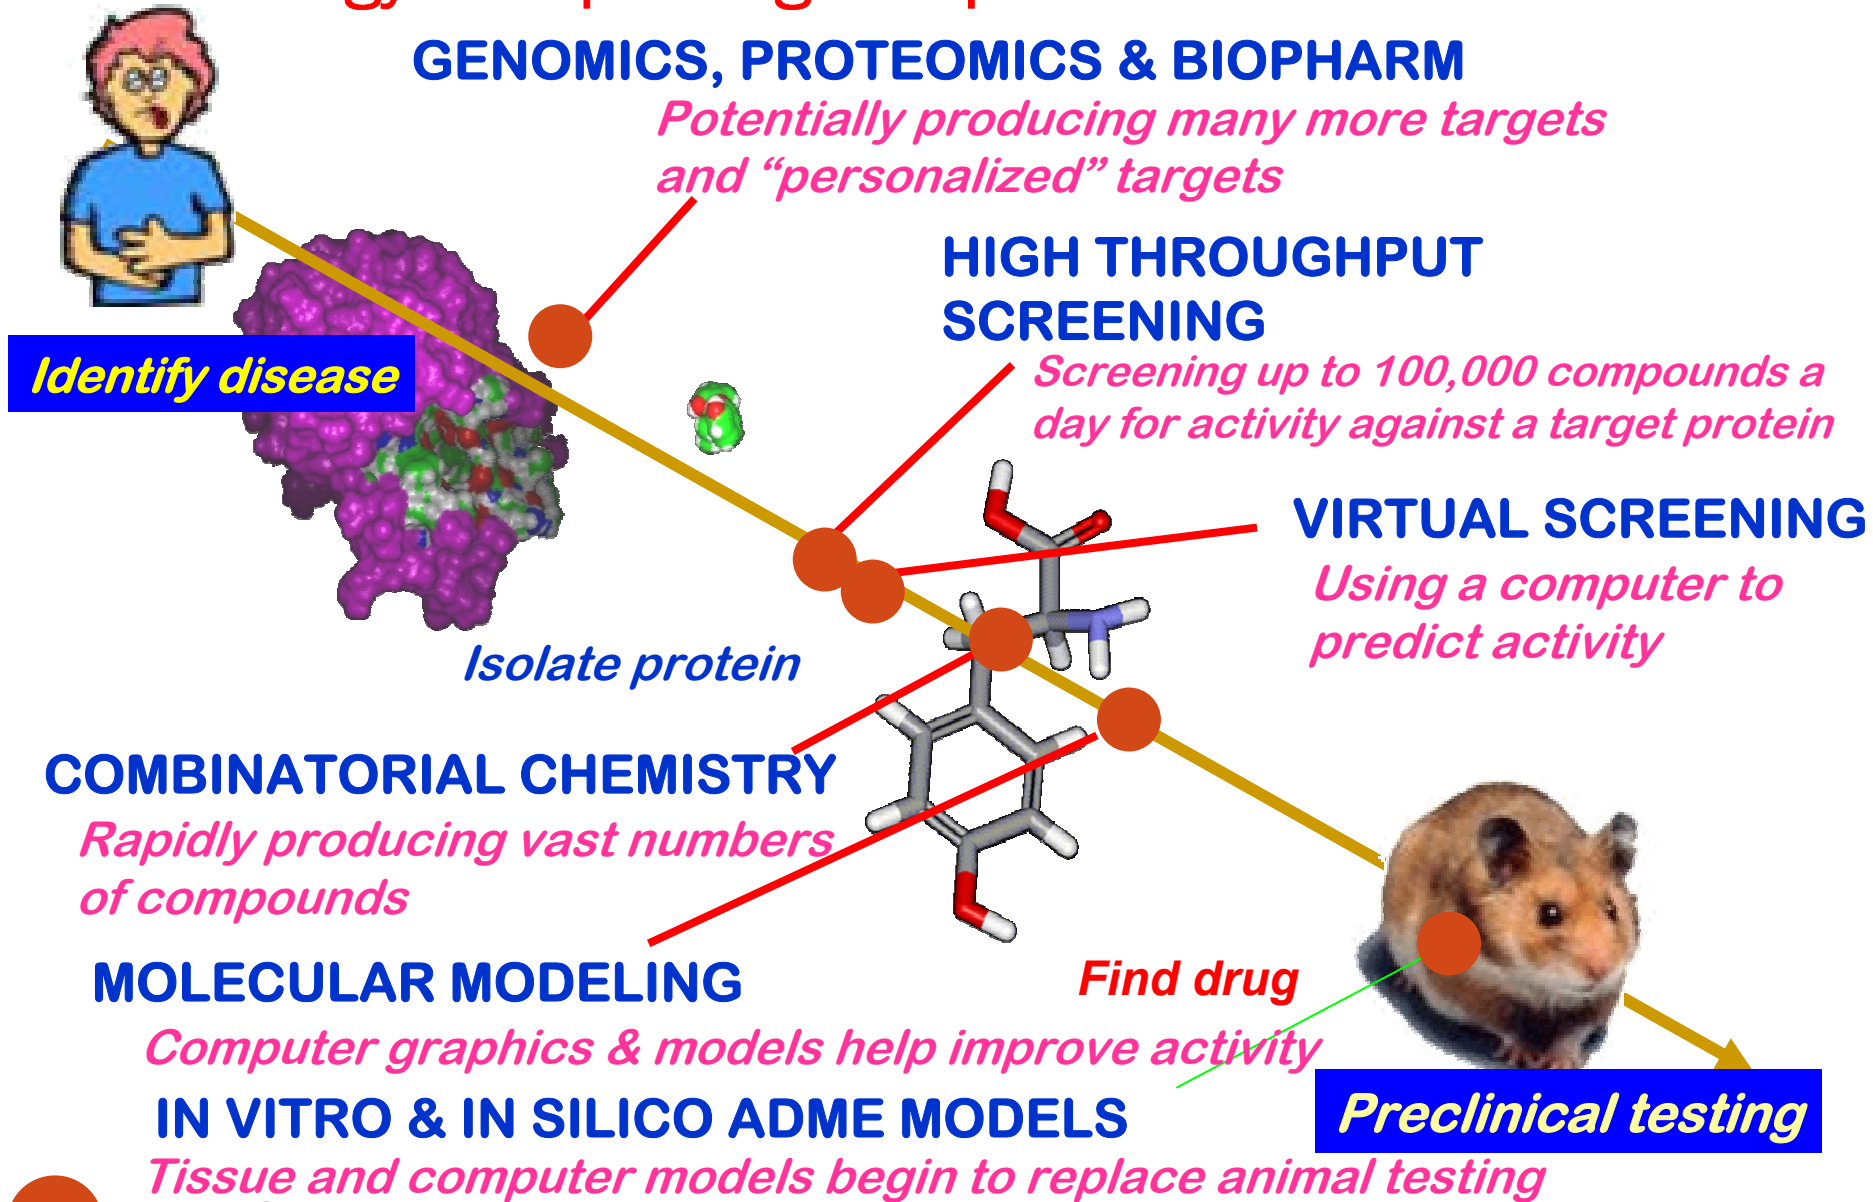 GENOMICS, PROTEOMICS & BIOPHARM
Potentially producing many more targets
and “personalized” targets
HIGH THROUGHPUT
SCREENING
Identify disease
Screening up to 100,000 compounds a
day for activity against a target protein
VIRTUAL SCREENING
Using a computer to
predict activity
Isolate protein
COMBINATORIAL CHEMISTRY
Rapidly producing vast numbers
of compounds
MOLECULAR MODELING
Find drug
Computer graphics & models help improve activity
IN VITRO & IN SILICO ADME MODELS
Preclinical testing
Tissue and computer models begin to replace animal testing